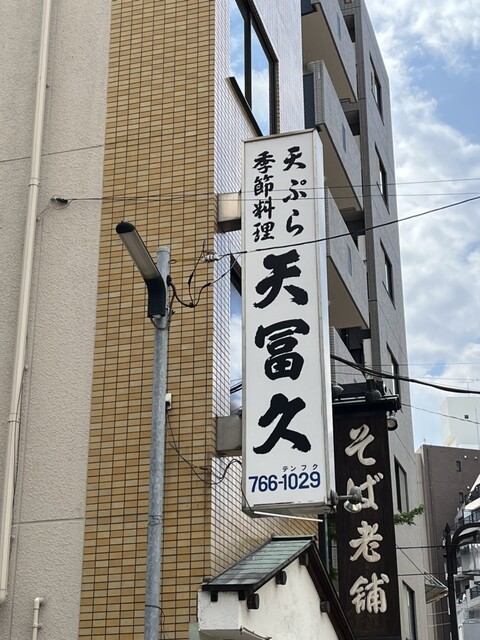 天ぷら
季節料理
天冨久
テンフク
766-1029
そば老舗